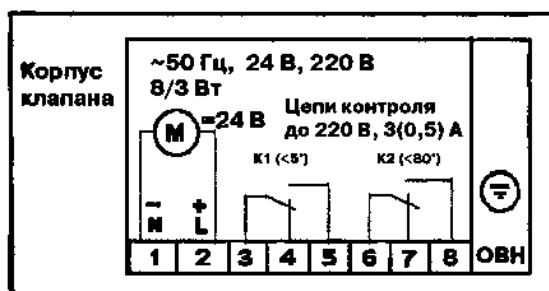 Корпус
клапана
~50 Гц, 24 В, 220 В
8/3 Вт
М
=24 В
Цепи контроля
до 220 В, 3(0,5) А
К1 (<5°)
К2 (<80°)
− +
N L
1 2 3 4 5 6 7 8 ОВН